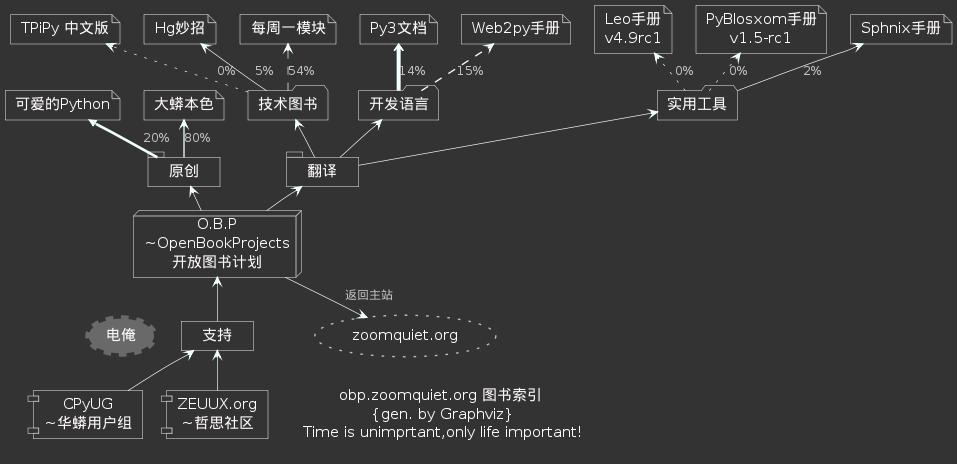 TPiPy 中文版
Hg妙招
每周一模块
Py3文档
Web2py手册
Leo手册
v4.9rc1
PyBlosxom手册
v1.5-rc1
Sphnix手册
0%
5%
54%
14%
15%
0%
0%
2%
可爱的Python
大蟒本色
技术图书
开发语言
实用工具
20%
80%
原创
翻译
O.B.P
~OpenBookProjects
开放图书计划
返回主站
电俺
支持
zoomquiet.org
CPyUG
~华蟒用户组
ZEUUX.org
~哲思社区
obp.zoomquiet.org 图书索引
{gen. by Graphviz}
Time is unimprtant,only life important!